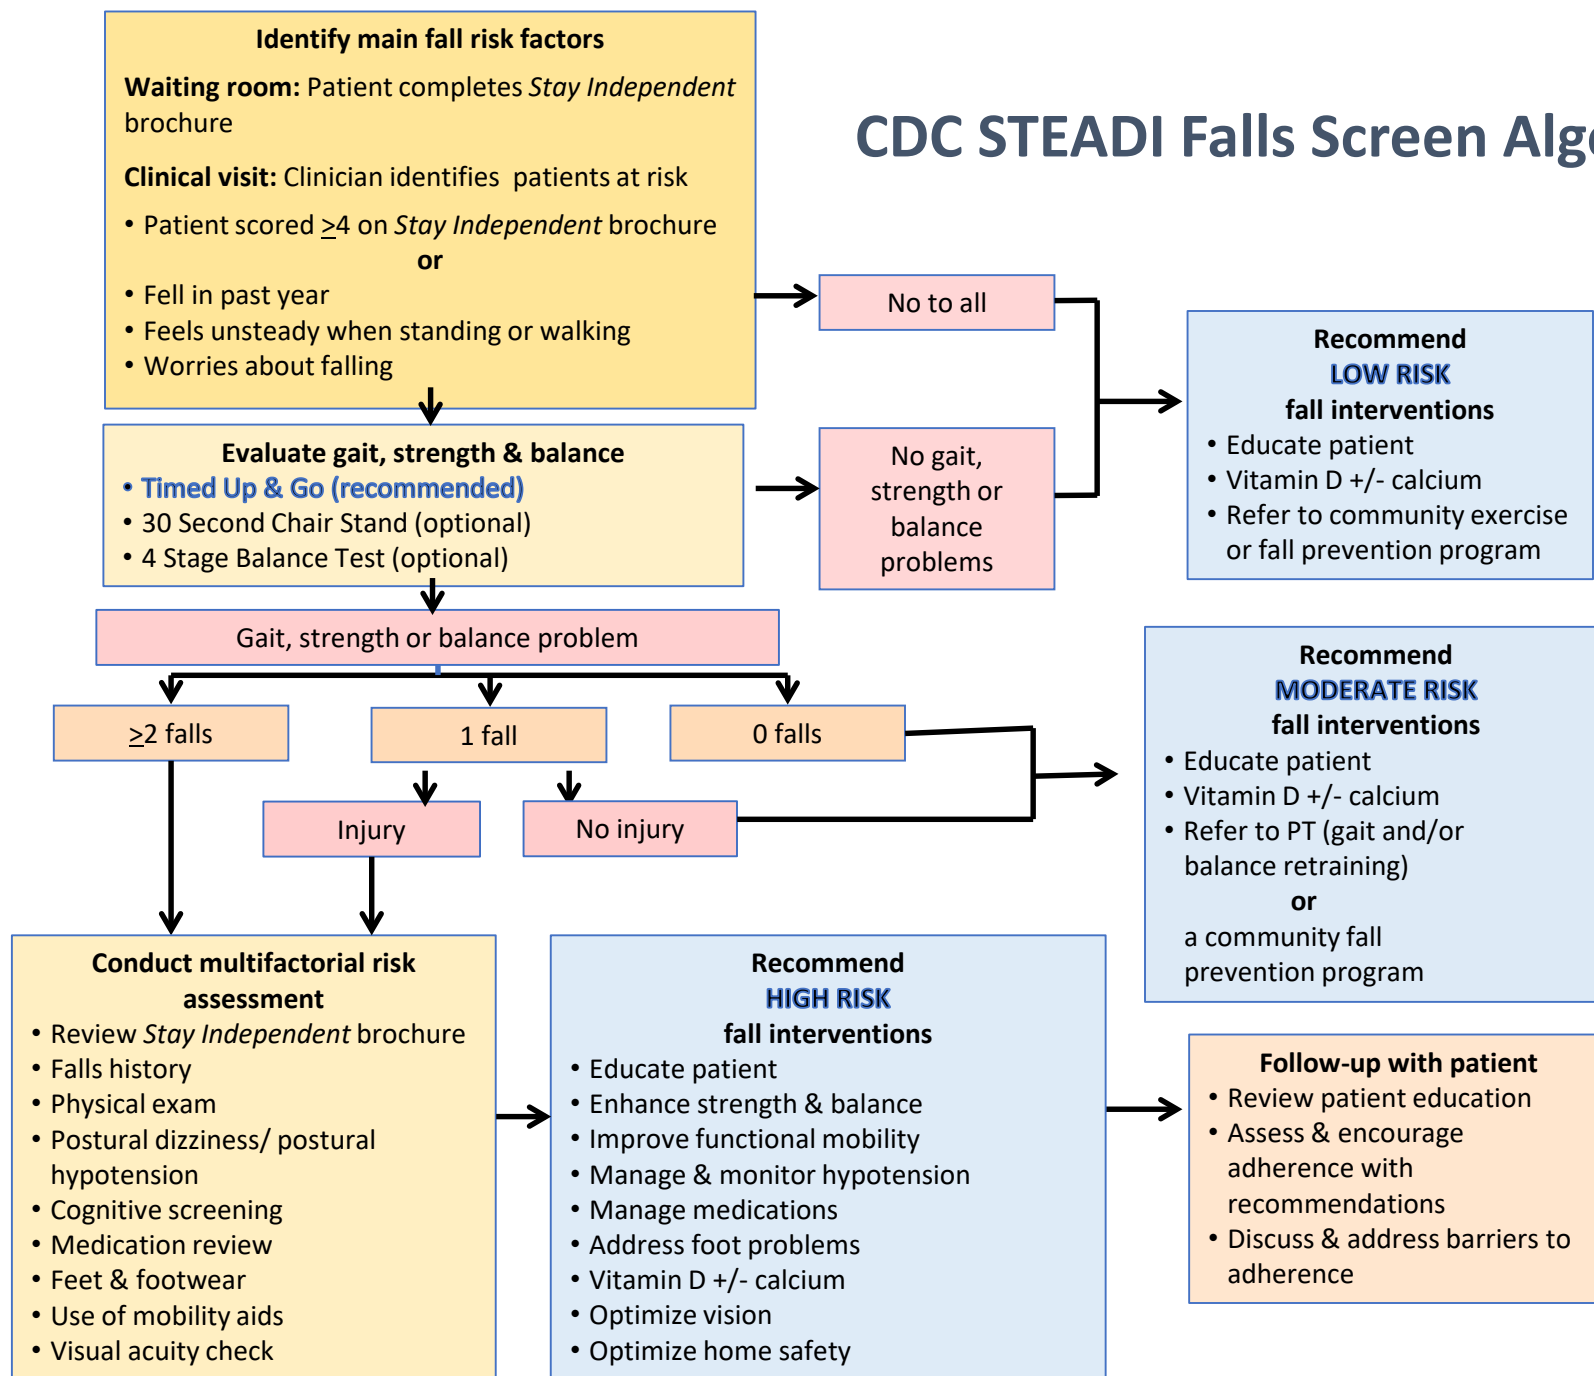 Identify main fall risk factors
Waiting room: Patient completes Stay Independent
brochure
Clinical visit: Clinician identifies patients at risk
• Patient scored ≥4 on Stay Independent brochure
or
• Fell in past year
• Feels unsteady when standing or walking
• Worries about falling
CDC STEADI Falls Screen Alg
No to all
Recommend
LOW RISK
fall interventions
• Educate patient
• Vitamin D +/- calcium
• Refer to community exercise
or fall prevention program
Evaluate gait, strength & balance
• Timed Up & Go (recommended)
• 30 Second Chair Stand (optional)
• 4 Stage Balance Test (optional)
No gait,
strength or
balance
problems
Gait, strength or balance problem
≥2 falls
1 fall
0 falls
Injury
No injury
Recommend
MODERATE RISK
fall interventions
• Educate patient
• Vitamin D +/- calcium
• Refer to PT (gait and/or
balance retraining)
or
a community fall
prevention program
Conduct multifactorial risk
assessment
• Review Stay Independent brochure
• Falls history
• Physical exam
• Postural dizziness/ postural
hypotension
• Cognitive screening
• Medication review
• Feet & footwear
• Use of mobility aids
• Visual acuity check
Recommend
HIGH RISK
fall interventions
• Educate patient
• Enhance strength & balance
• Improve functional mobility
• Manage & monitor hypotension
• Manage medications
• Address foot problems
• Vitamin D +/- calcium
• Optimize vision
• Optimize home safety
Follow-up with patient
• Review patient education
• Assess & encourage
adherence with
recommendations
• Discuss & address barriers to
adherence